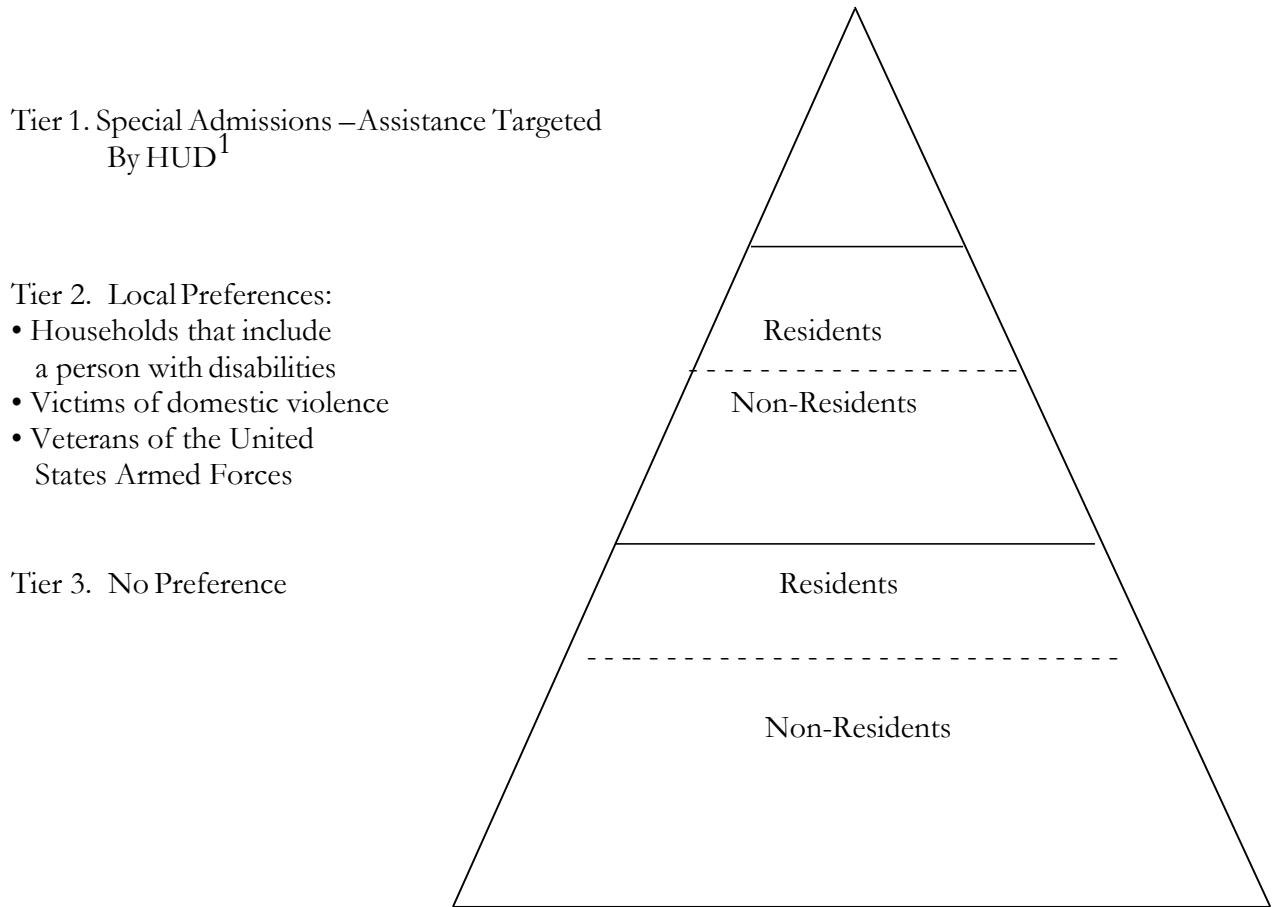 Tier 1. Special Admissions –Assistance Targeted
By HUD1
Tier 2. Local Preferences:
• Households that include
a person with disabilities
• Victims of domestic violence
• Veterans of the United
States Armed Forces
Residents
Non-Residents
Tier 3. No Preference
Residents
Non-Residents